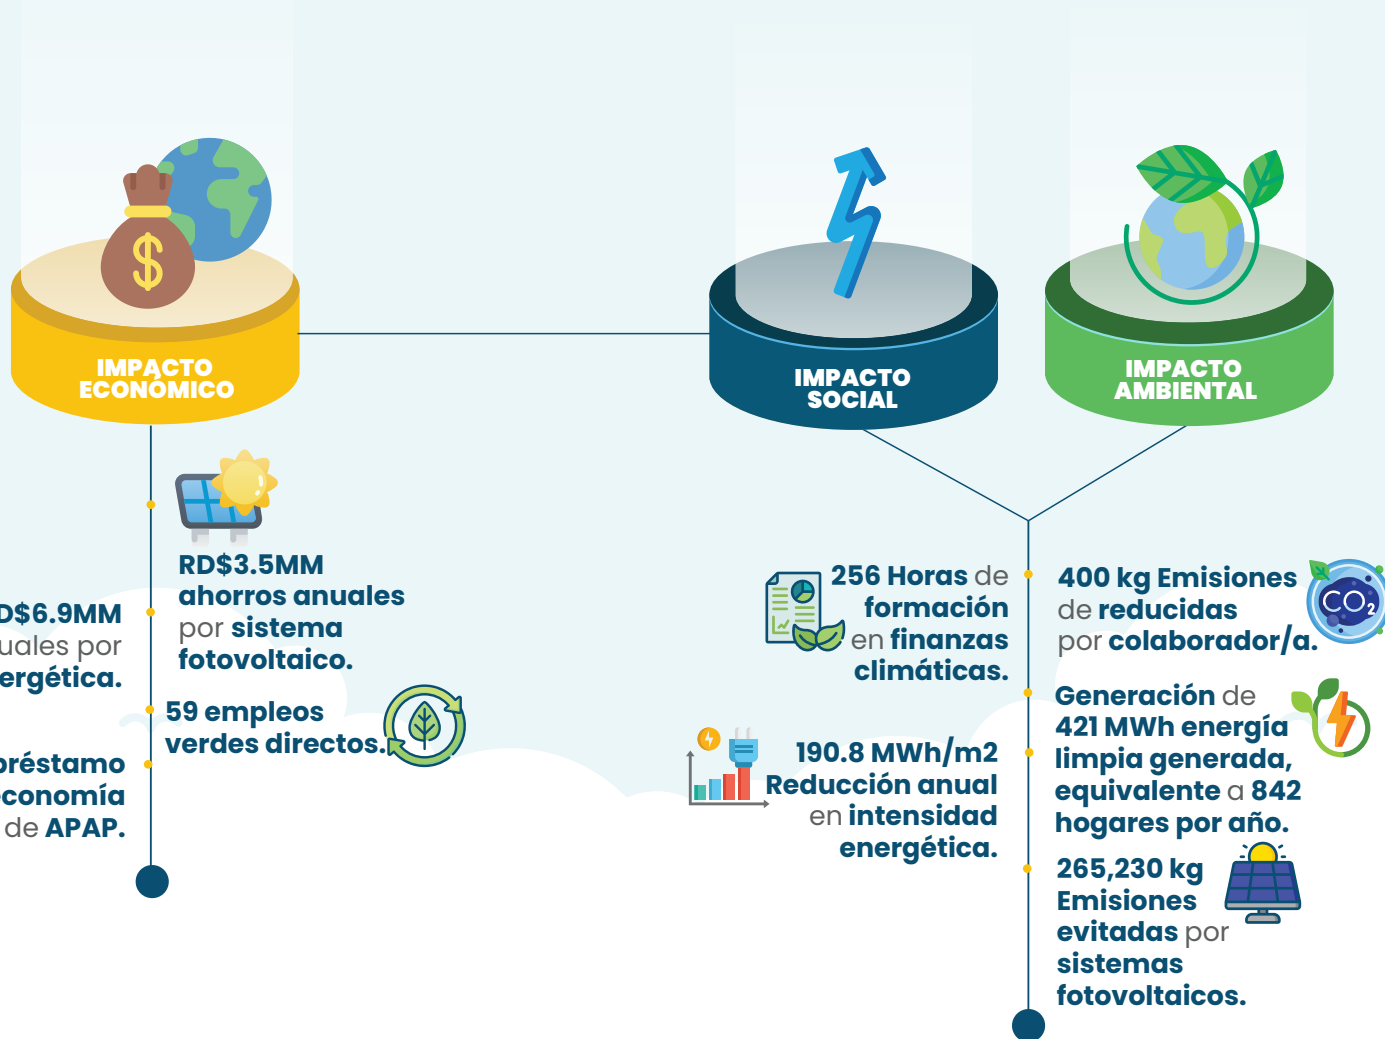 IMPACTO
ECONÓMICO
IMPACTO
SOCIAL
IMPACTO
AMBIENTAL
$
RD$3.5MM
ahorros anuales
por sistema
fotovoltaico.
D$6.9MM
uales por
ergética.
59 empleos
verdes directos.
préstamo
conomía
de APAP.
256 Horas de
formación
en finanzas
climáticas.
190.8 MWh/m2
Reducción anual
en intensidad
energética.
400 kg Emisiones
de reducidas
por colaborador/a.
CO2
Generación de
421 MWh energía
limpia generada,
equivalente a 842
hogares por año.
265,230 kg
Emisiones
evitadas por
sistemas
fotovoltaicos.